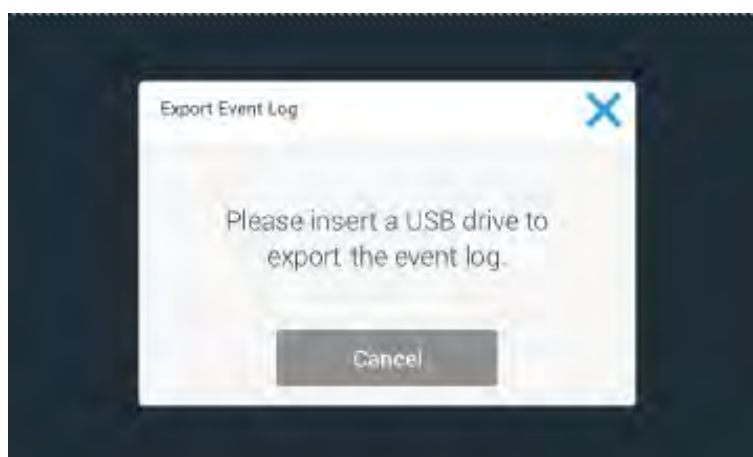 Export Event Log
Please insert a USB drive to
export the event log.
Cancel